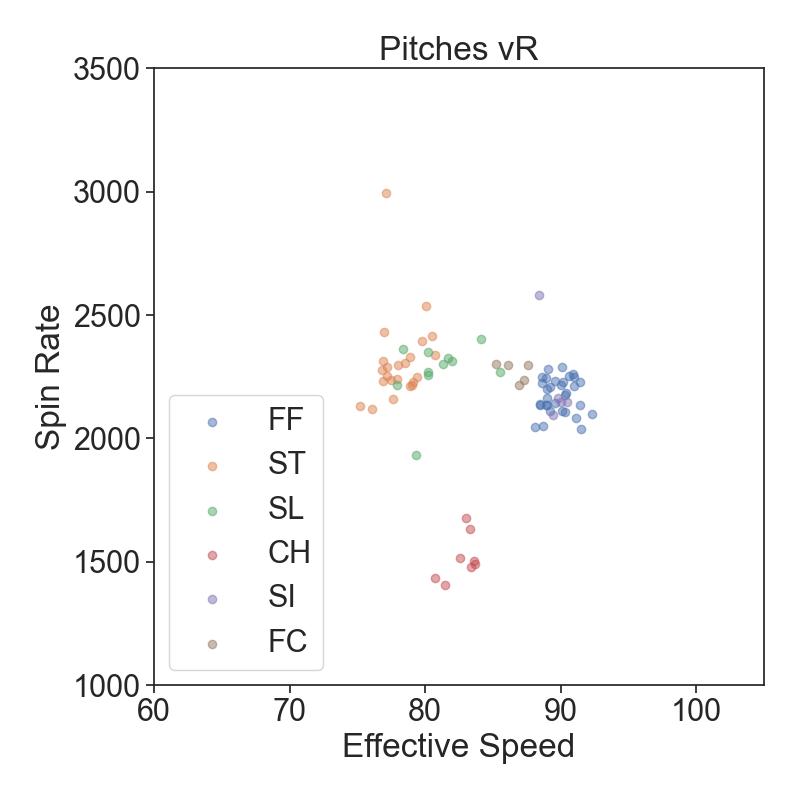 Pitches vR
3500
3000
2500
2000
1500
1000
Spin Rate
FF
ST
SL
CH
SI
FC
60 70 80 90 100
Effective Speed